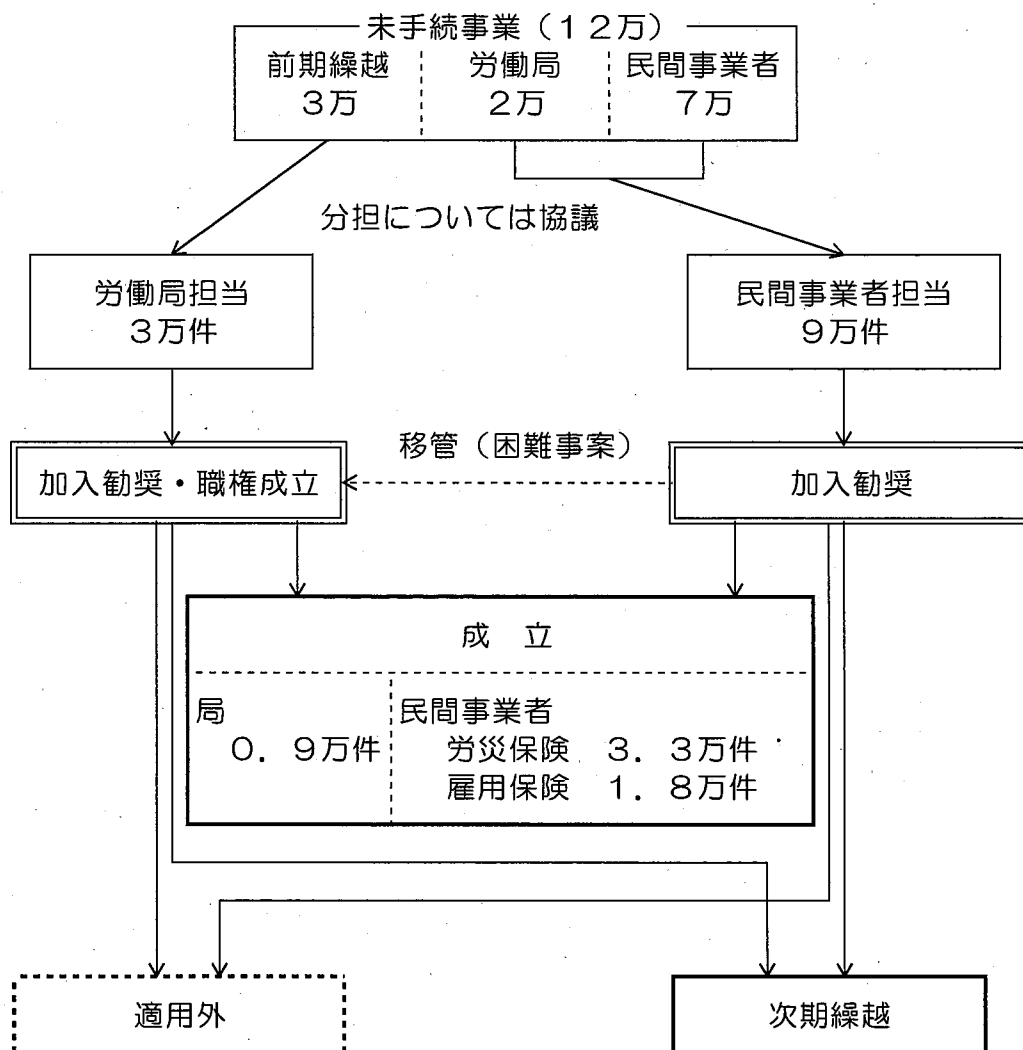 未手続事業（１２万）
前期繰越 労働局 民間事業者
３万 ２万 ７万
分担については協議
労働局担当
３万件
民間事業者担当
９万件
移管（困難事案）
加入勧奨・職権成立
加入勧奨
成 立
局
０．９万件
民間事業者
労災保険 ３．３万件
雇用保険 １．８万件
適用外
次期繰越